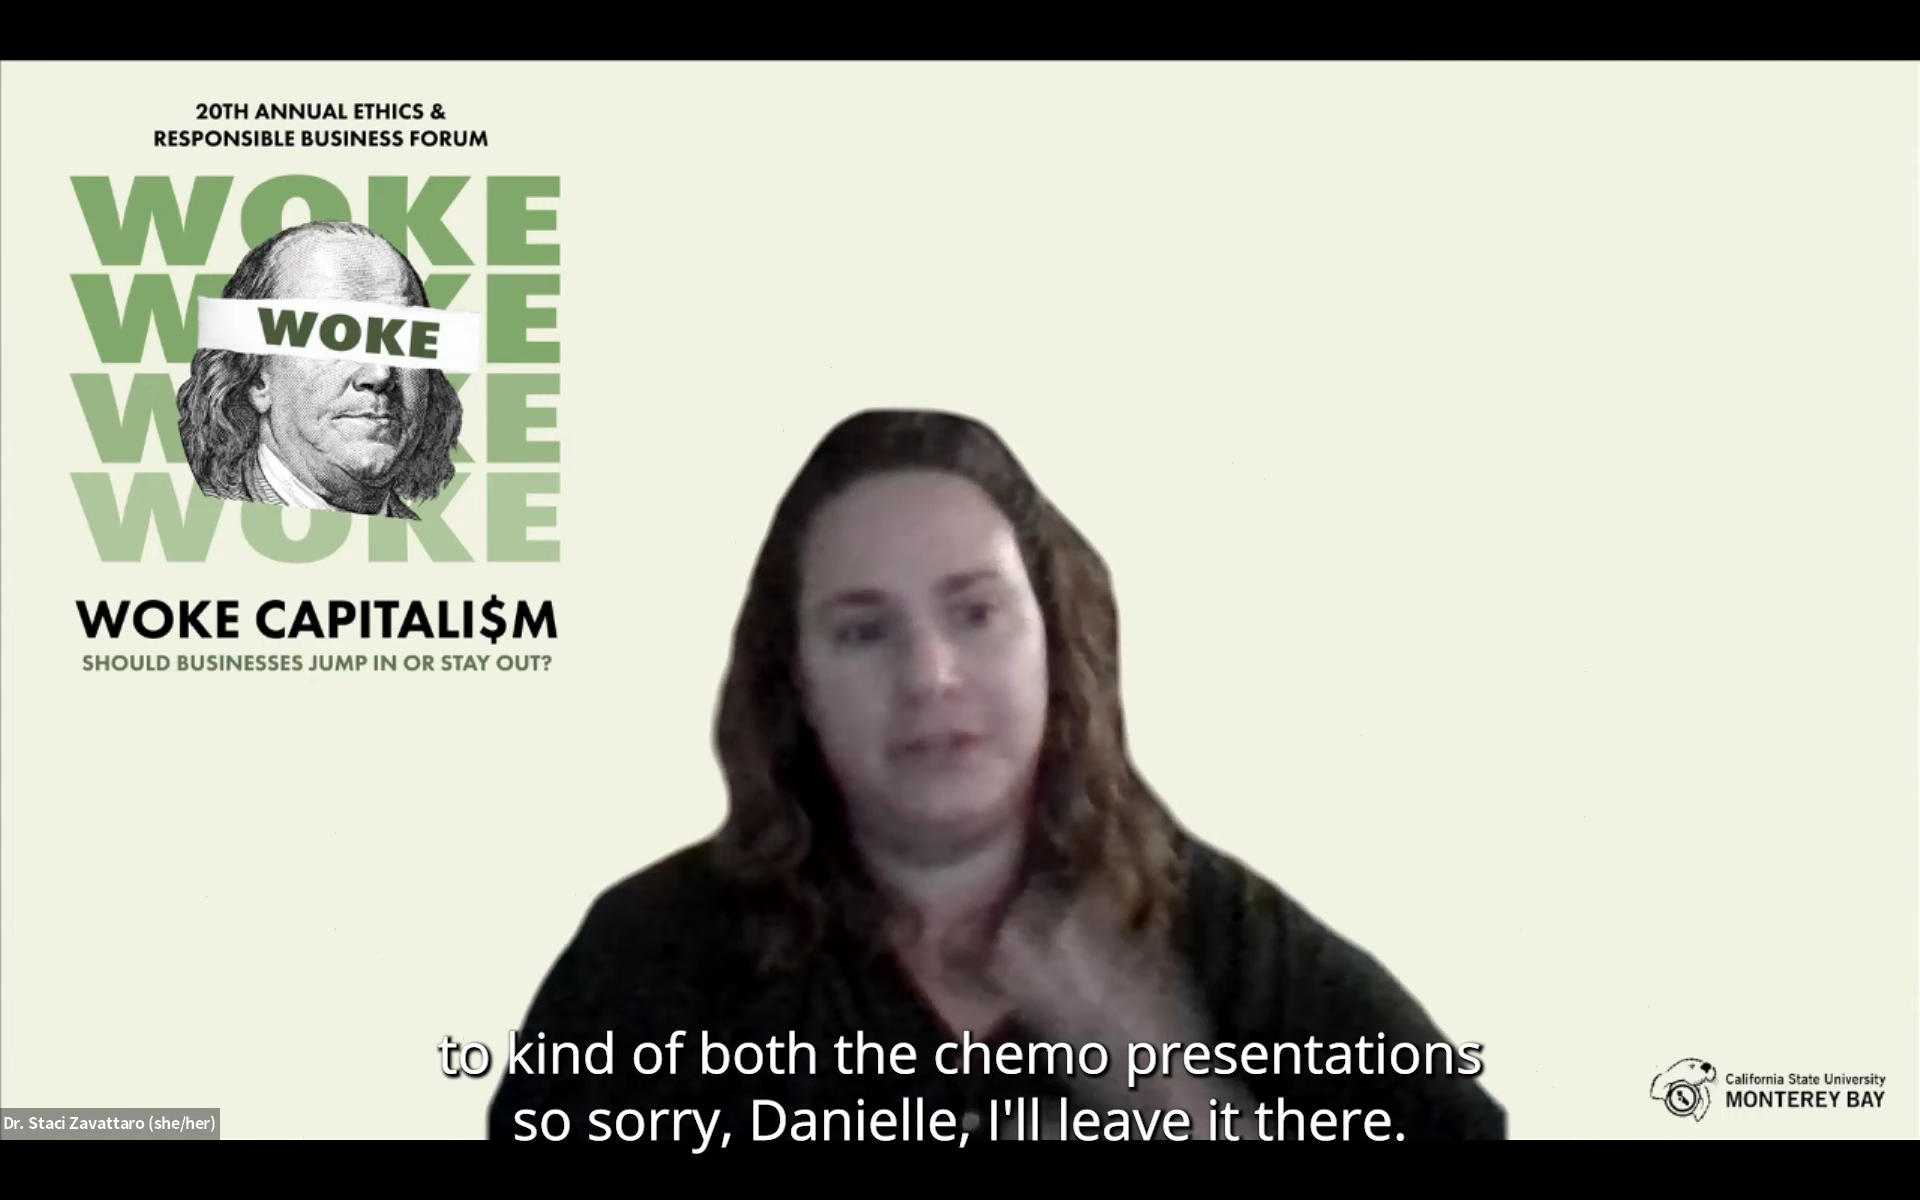 20TH ANNUAL ETHICS &
RESPONSIBLE BUSINESS FORUM
WOKE
WOKE
WOKE
WOKE
WOKE
WOKE CAPITALI$M
SHOULD BUSINESSES JUMP IN OR STAY OUT?
to kind of both the chemo presentations
so sorry, Danielle, I'll leave it there.
Dr. Staci Zavattaro (she/her)
California State University
MONTEREY BAY